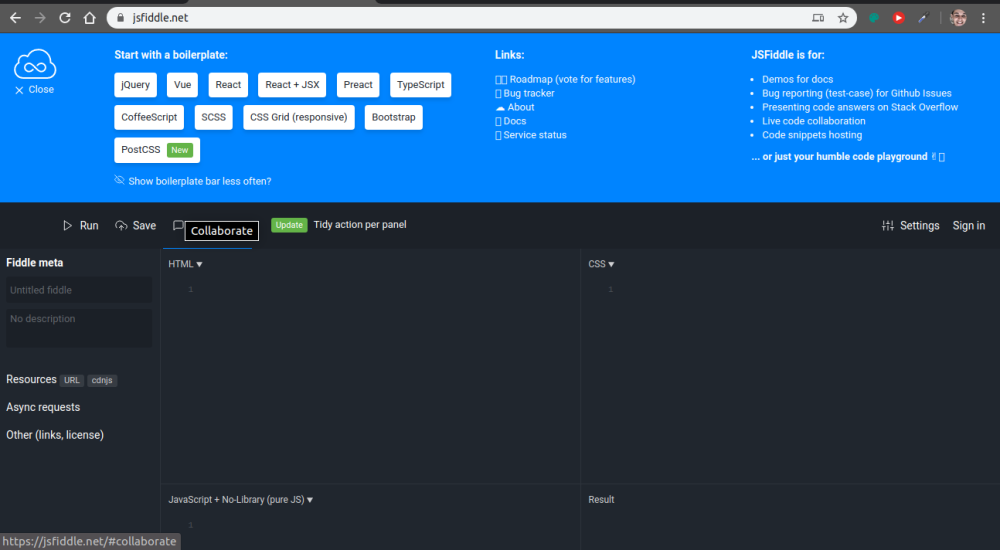 jsfiddle.net
Start with a boilerplate:
jQuery Vue React React + JSX Preact TypeScript
CoffeeScript SCSS CSS Grid (responsive) Bootstrap
PostCSS New
Show boilerplate bar less often?
Close
Links:
Roadmap (vote for features)
Bug tracker
About
Docs
Service status
JSFiddle is for:
Demos for docs
Bug reporting (test-case) for Github Issues
Presenting code answers on Stack Overflow
Live code collaboration
Code snippets hosting
... or just your humble code playground
Run Save Collaborate Update Tidy action per panel Settings Sign in
Fiddle meta
Untitled fiddle
No description
Resources URL cdnjs
Async requests
Other (links, license)
HTML ▼
1
CSS ▼
1
JavaScript + No-Library (pure JS) ▼
1
Result
https://jsfiddle.net/#collaborate